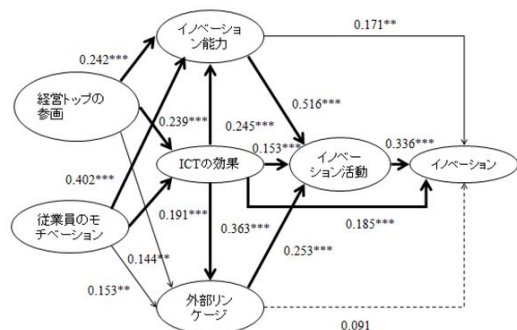 イノベーショ
ン能力
0.171**
0.242***
経営トップの
参画
0.239***
0.245***
0.516***
0.153***
0.336***
ICTの効果
イノベー
ション活動
イノベーション
0.402***
0.191***
0.363***
0.185***
従業員のモ
チベーション
0.253***
0.144**
0.153**
外部リン
ケージ
0.091